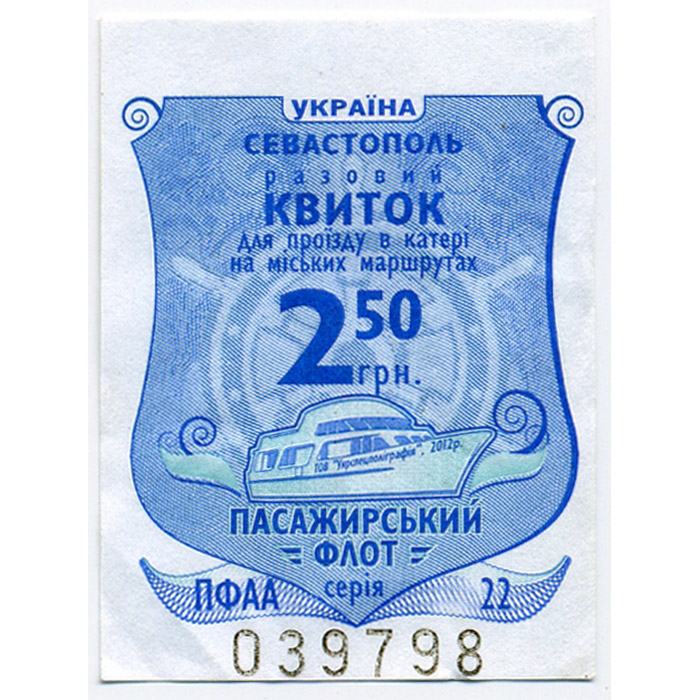 УКРАЇНА
СЕВАСТОПОЛЬ
разовий
КВИТОК
для проїзду в катері
на міських маршрутах
2 50
грн.
ТОВ "Укрспецполіграфія", 2012р.
ПАСАЖИРСЬКИЙ
ФЛОТ
ПФАА серія 22
039798